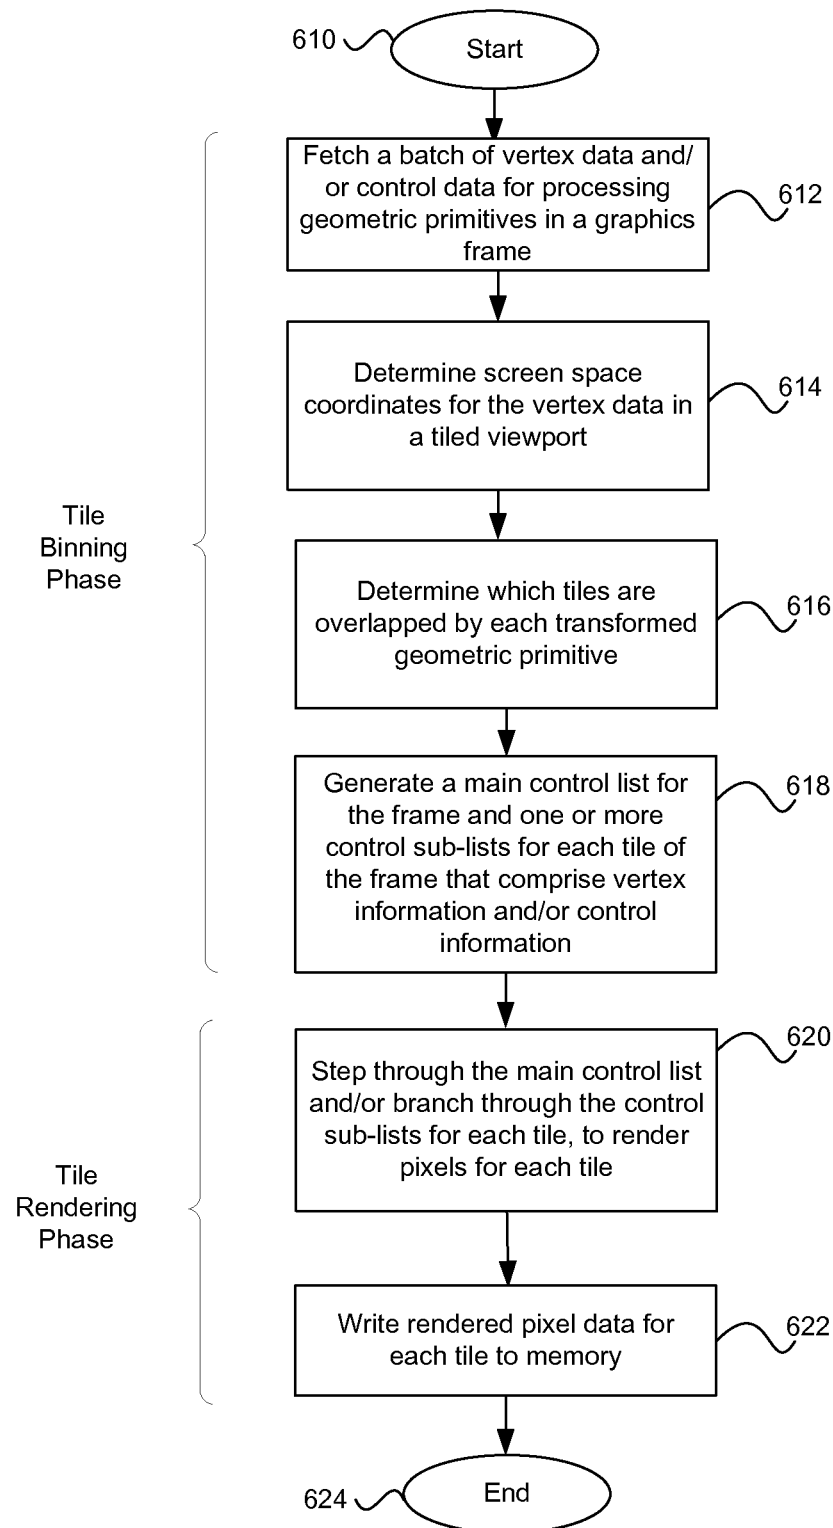 610
Start
Fetch a batch of vertex data and/
or control data for processing
geometric primitives in a graphics
frame
612
Determine screen space
coordinates for the vertex data in
a tiled viewport
614
Tile
Binning
Phase
Determine which tiles are
overlapped by each transformed
geometric primitive
616
Generate a main control list for
the frame and one or more
control sub-lists for each tile of
the frame that comprise vertex
information and/or control
information
618
Step through the main control list
and/or branch through the control
sub-lists for each tile, to render
pixels for each tile
620
Tile
Rendering
Phase
Write rendered pixel data for
each tile to memory
622
End
624